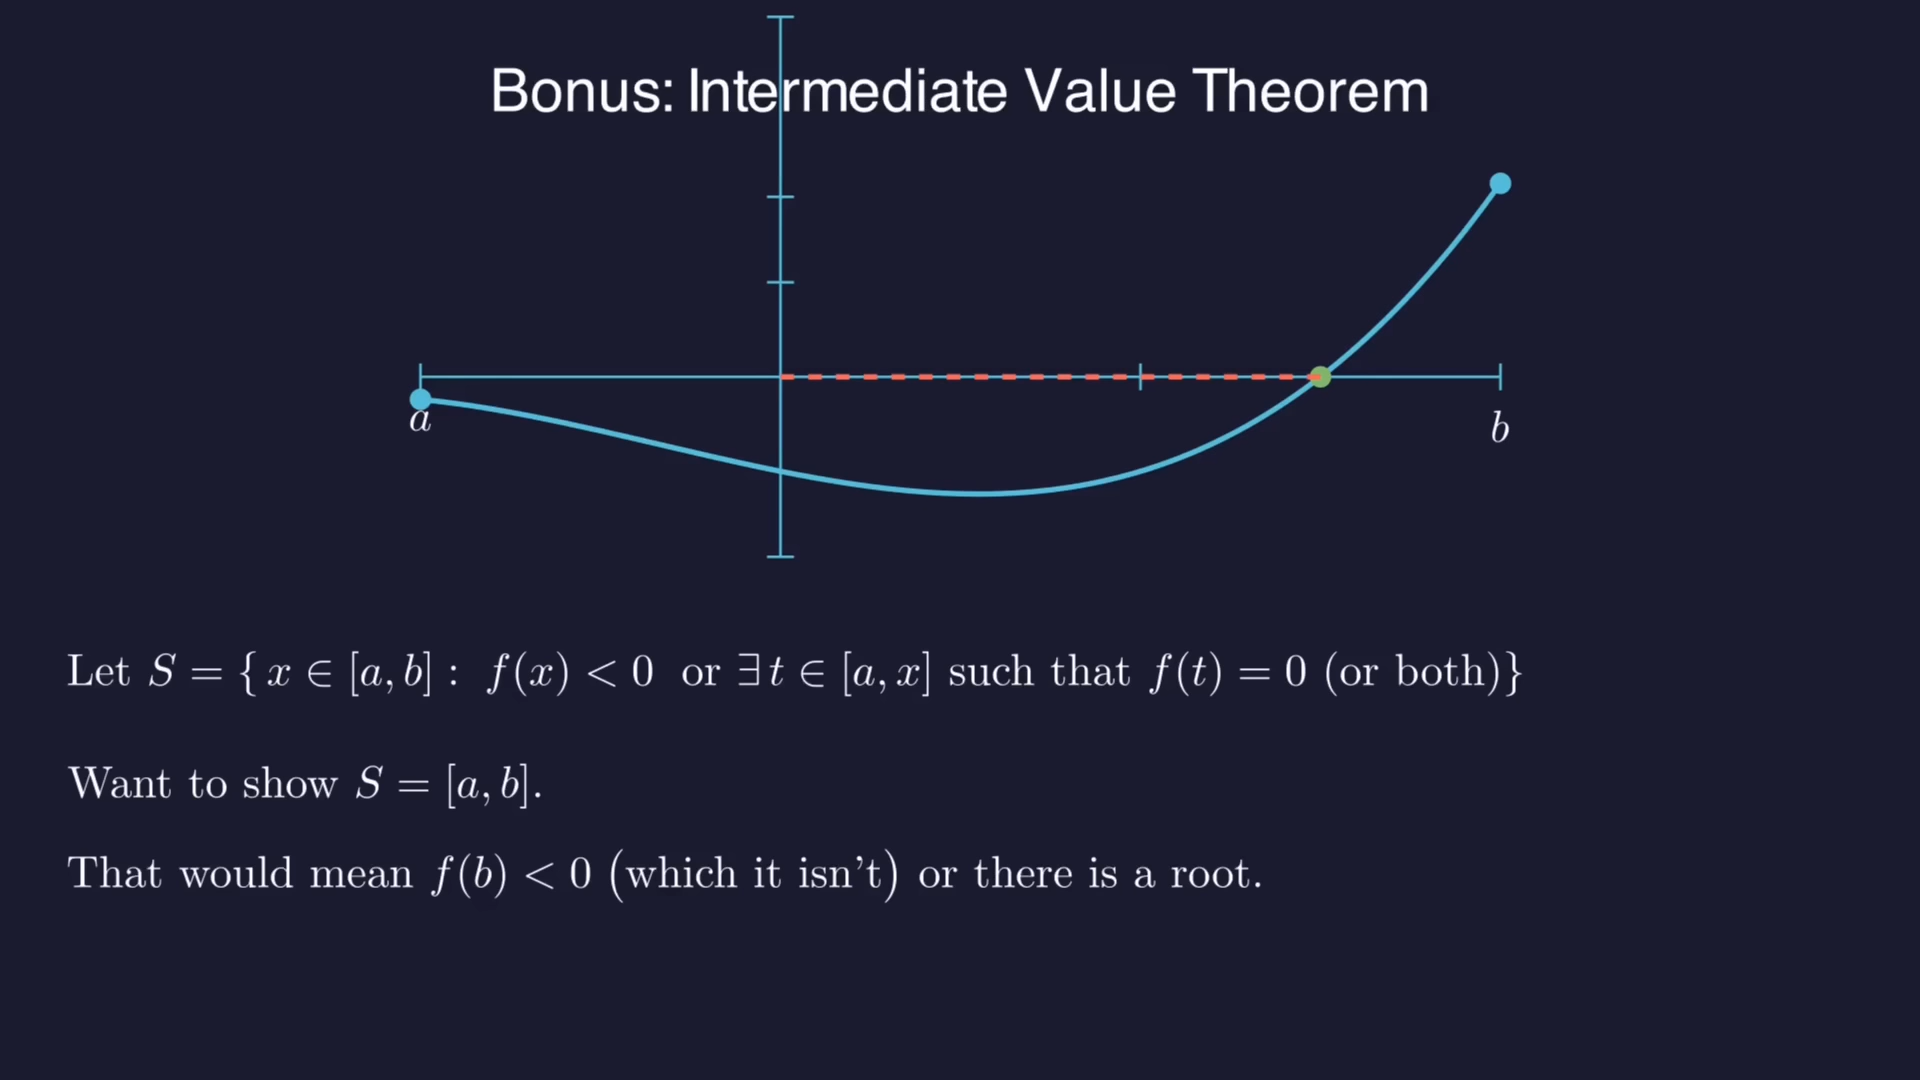 Bonus: Intermediate Value Theorem
a
b
Let S = { x ∈ [a, b] : f(x) < 0 or ∃ t ∈ [a, x] such that f(t) = 0 (or both)}
Want to show S = [a, b].
That would mean f(b) < 0 (which it isn't) or there is a root.